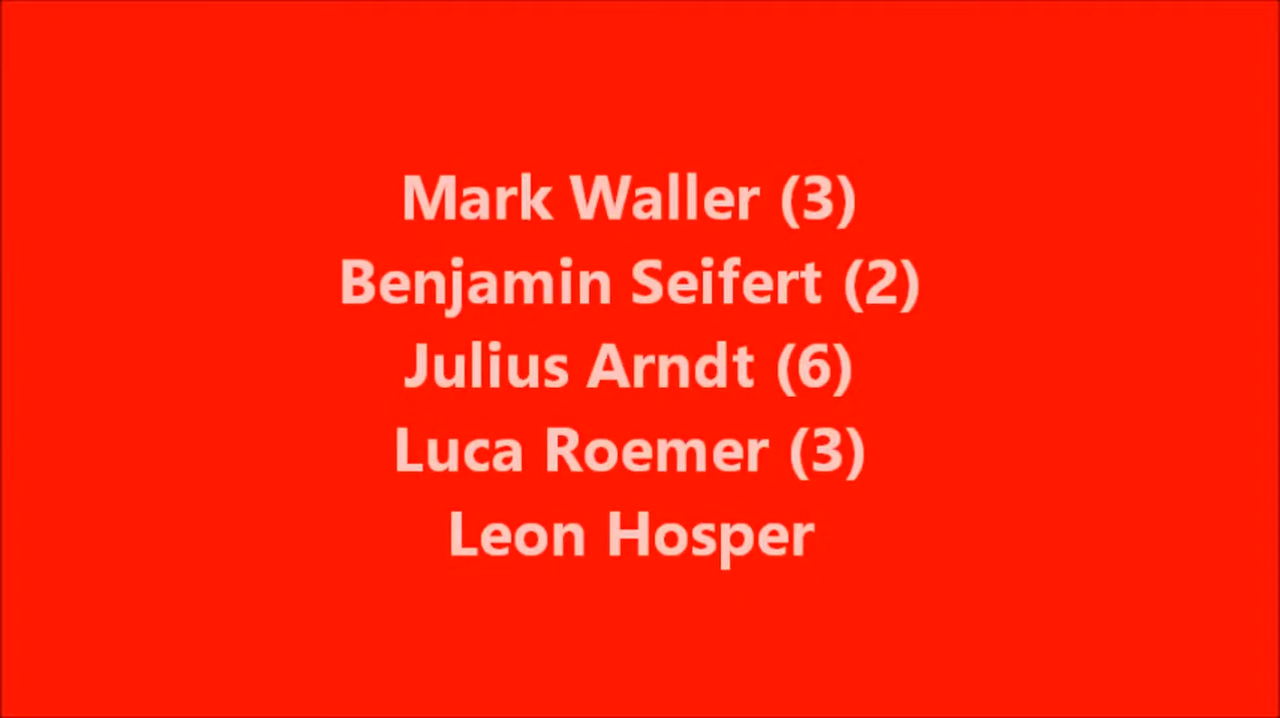 Mark Waller (3)
Benjamin Seifert (2)
Julius Arndt (6)
Luca Roemer (3)
Leon Hosper